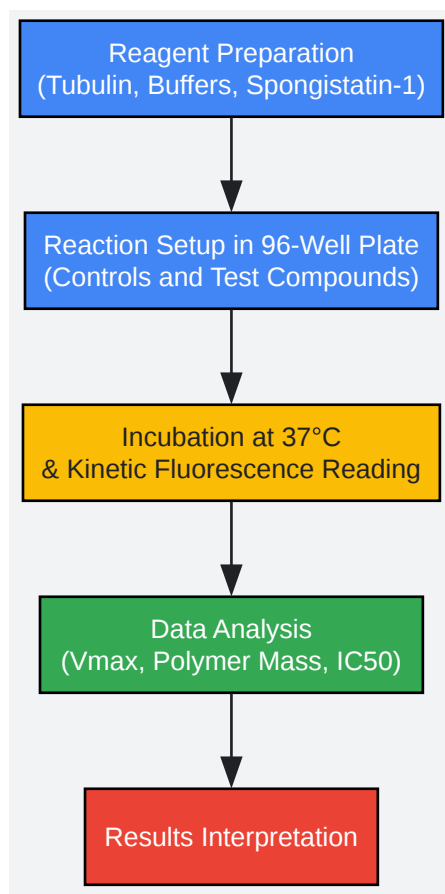 Reagent Preparation
(Tubulin, Buffers, Spongistatin-1)
Reaction Setup in 96-Well Plate
(Controls and Test Compounds)
Incubation at 37°C
& Kinetic Fluorescence Reading
Data Analysis
(Vmax, Polymer Mass, IC50)
Results Interpretation